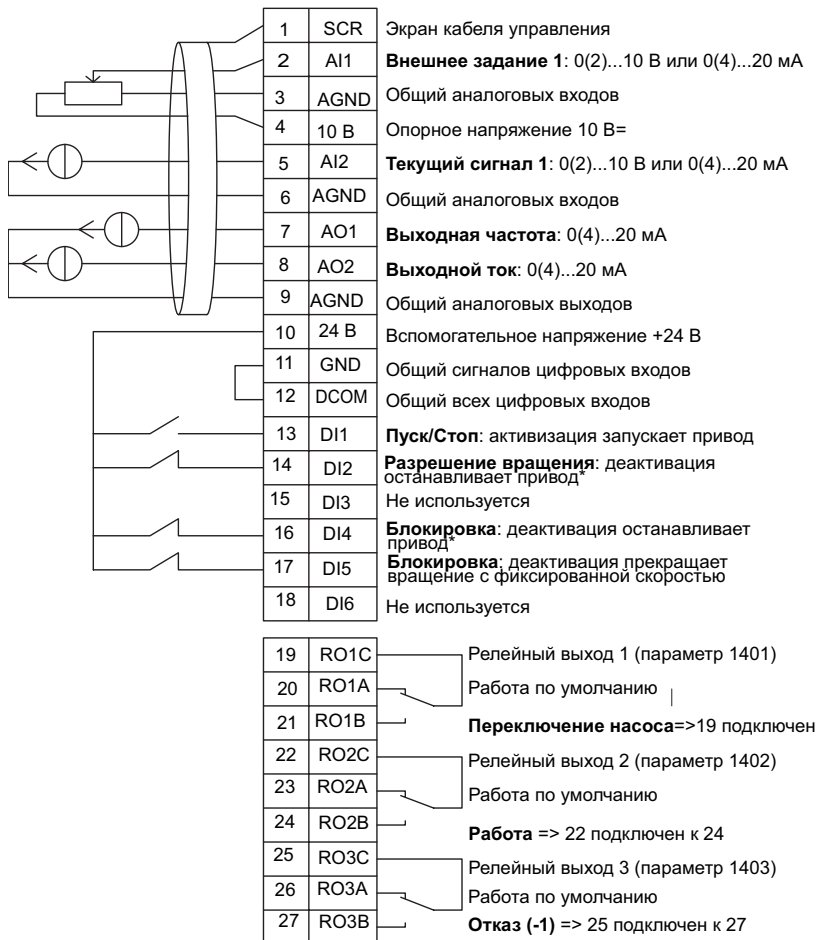 1 SCR Экран кабеля управления
2 AI1 Внешнее задание 1: 0(2)...10 В или 0(4)...20 мА
3 AGND Общий аналоговых входов
4 10 В Опорное напряжение 10 В=
5 AI2 Текущий сигнал 1: 0(2)...10 В или 0(4)...20 мА
6 AGND Общий аналоговых входов
7 AO1 Выходная частота: 0(4)...20 мА
8 AO2 Выходной ток: 0(4)...20 мА
9 AGND Общий аналоговых выходов
10 24 В Вспомогательное напряжение +24 В
11 GND Общий сигналов цифровых входов
12 DCOM Общий всех цифровых входов
13 DI1 Пуск/Стоп: активизация запускает привод
14 DI2 Разрешение вращения: деактивация
останавливает привод*
15 DI3 Не используется
16 DI4 Блокировка: деактивация останавливает
привод*
17 DI5 Блокировка: деактивация прекращает
вращение с фиксированной скоростью
18 DI6 Не используется
19 RO1C Релейный выход 1 (параметр 1401)
20 RO1A Работа по умолчанию
21 RO1B Переключение насоса=>19 подключен
22 RO2C Релейный выход 2 (параметр 1402)
23 RO2A Работа по умолчанию
24 RO2B Работа => 22 подключен к 24
25 RO3C Релейный выход 3 (параметр 1403)
26 RO3A Работа по умолчанию
27 RO3B Отказ (-1) => 25 подключен к 27